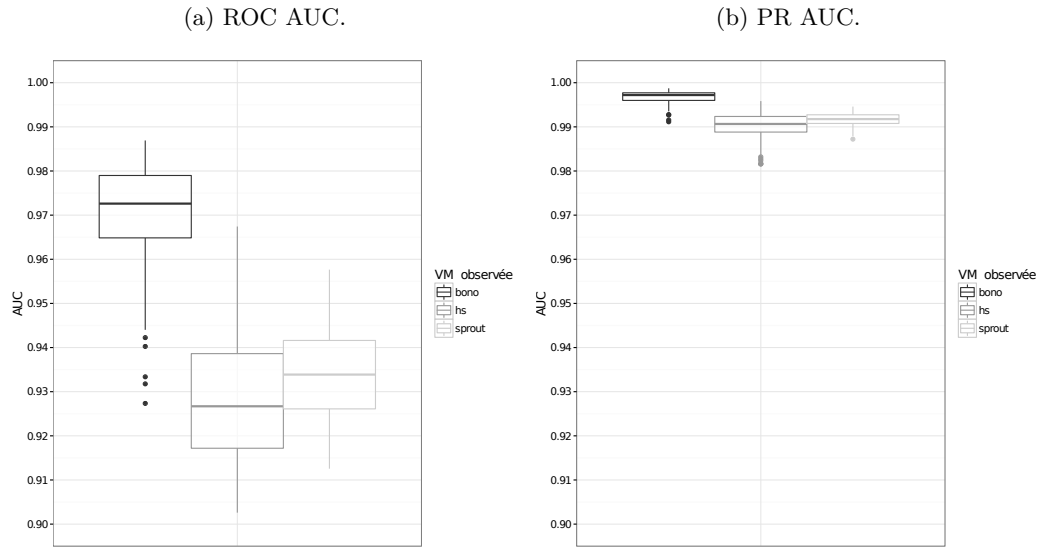 (a) ROC AUC.
1.00
0.99
0.98
0.97
0.96
0.95
0.94
0.93
0.92
0.91
0.90
AUC
VM observée
bono
hs
sprout
(b) PR AUC.
1.00
0.99
0.98
0.97
0.96
0.95
0.94
0.93
0.92
0.91
0.90
AUC
VM observée
bono
hs
sprout